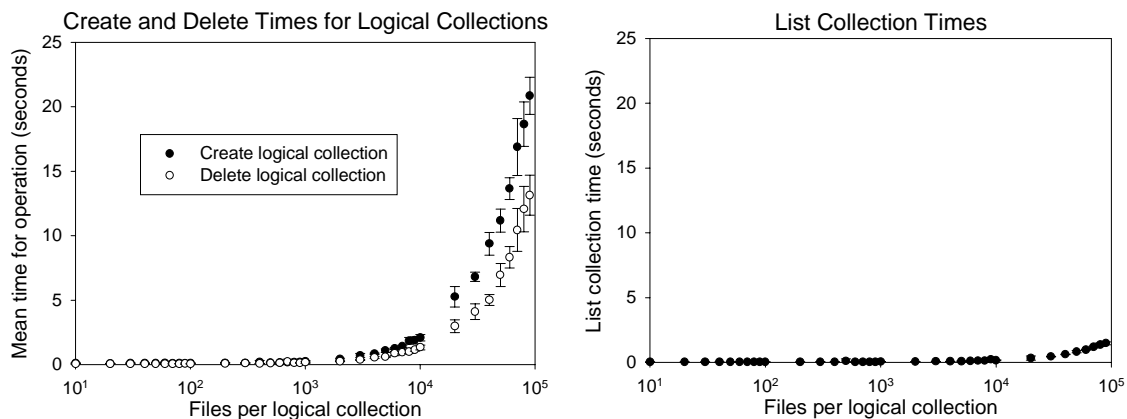 Create and Delete Times for Logical Collections
Mean time for operation (seconds)
25
20
15
10
5
0
Create logical collection
Delete logical collection
10^1
10^2
10^3
10^4
10^5
Files per logical collection
List Collection Times
List collection time (seconds)
25
20
15
10
5
0
10^1
10^2
10^3
10^4
10^5
Files per logical collection